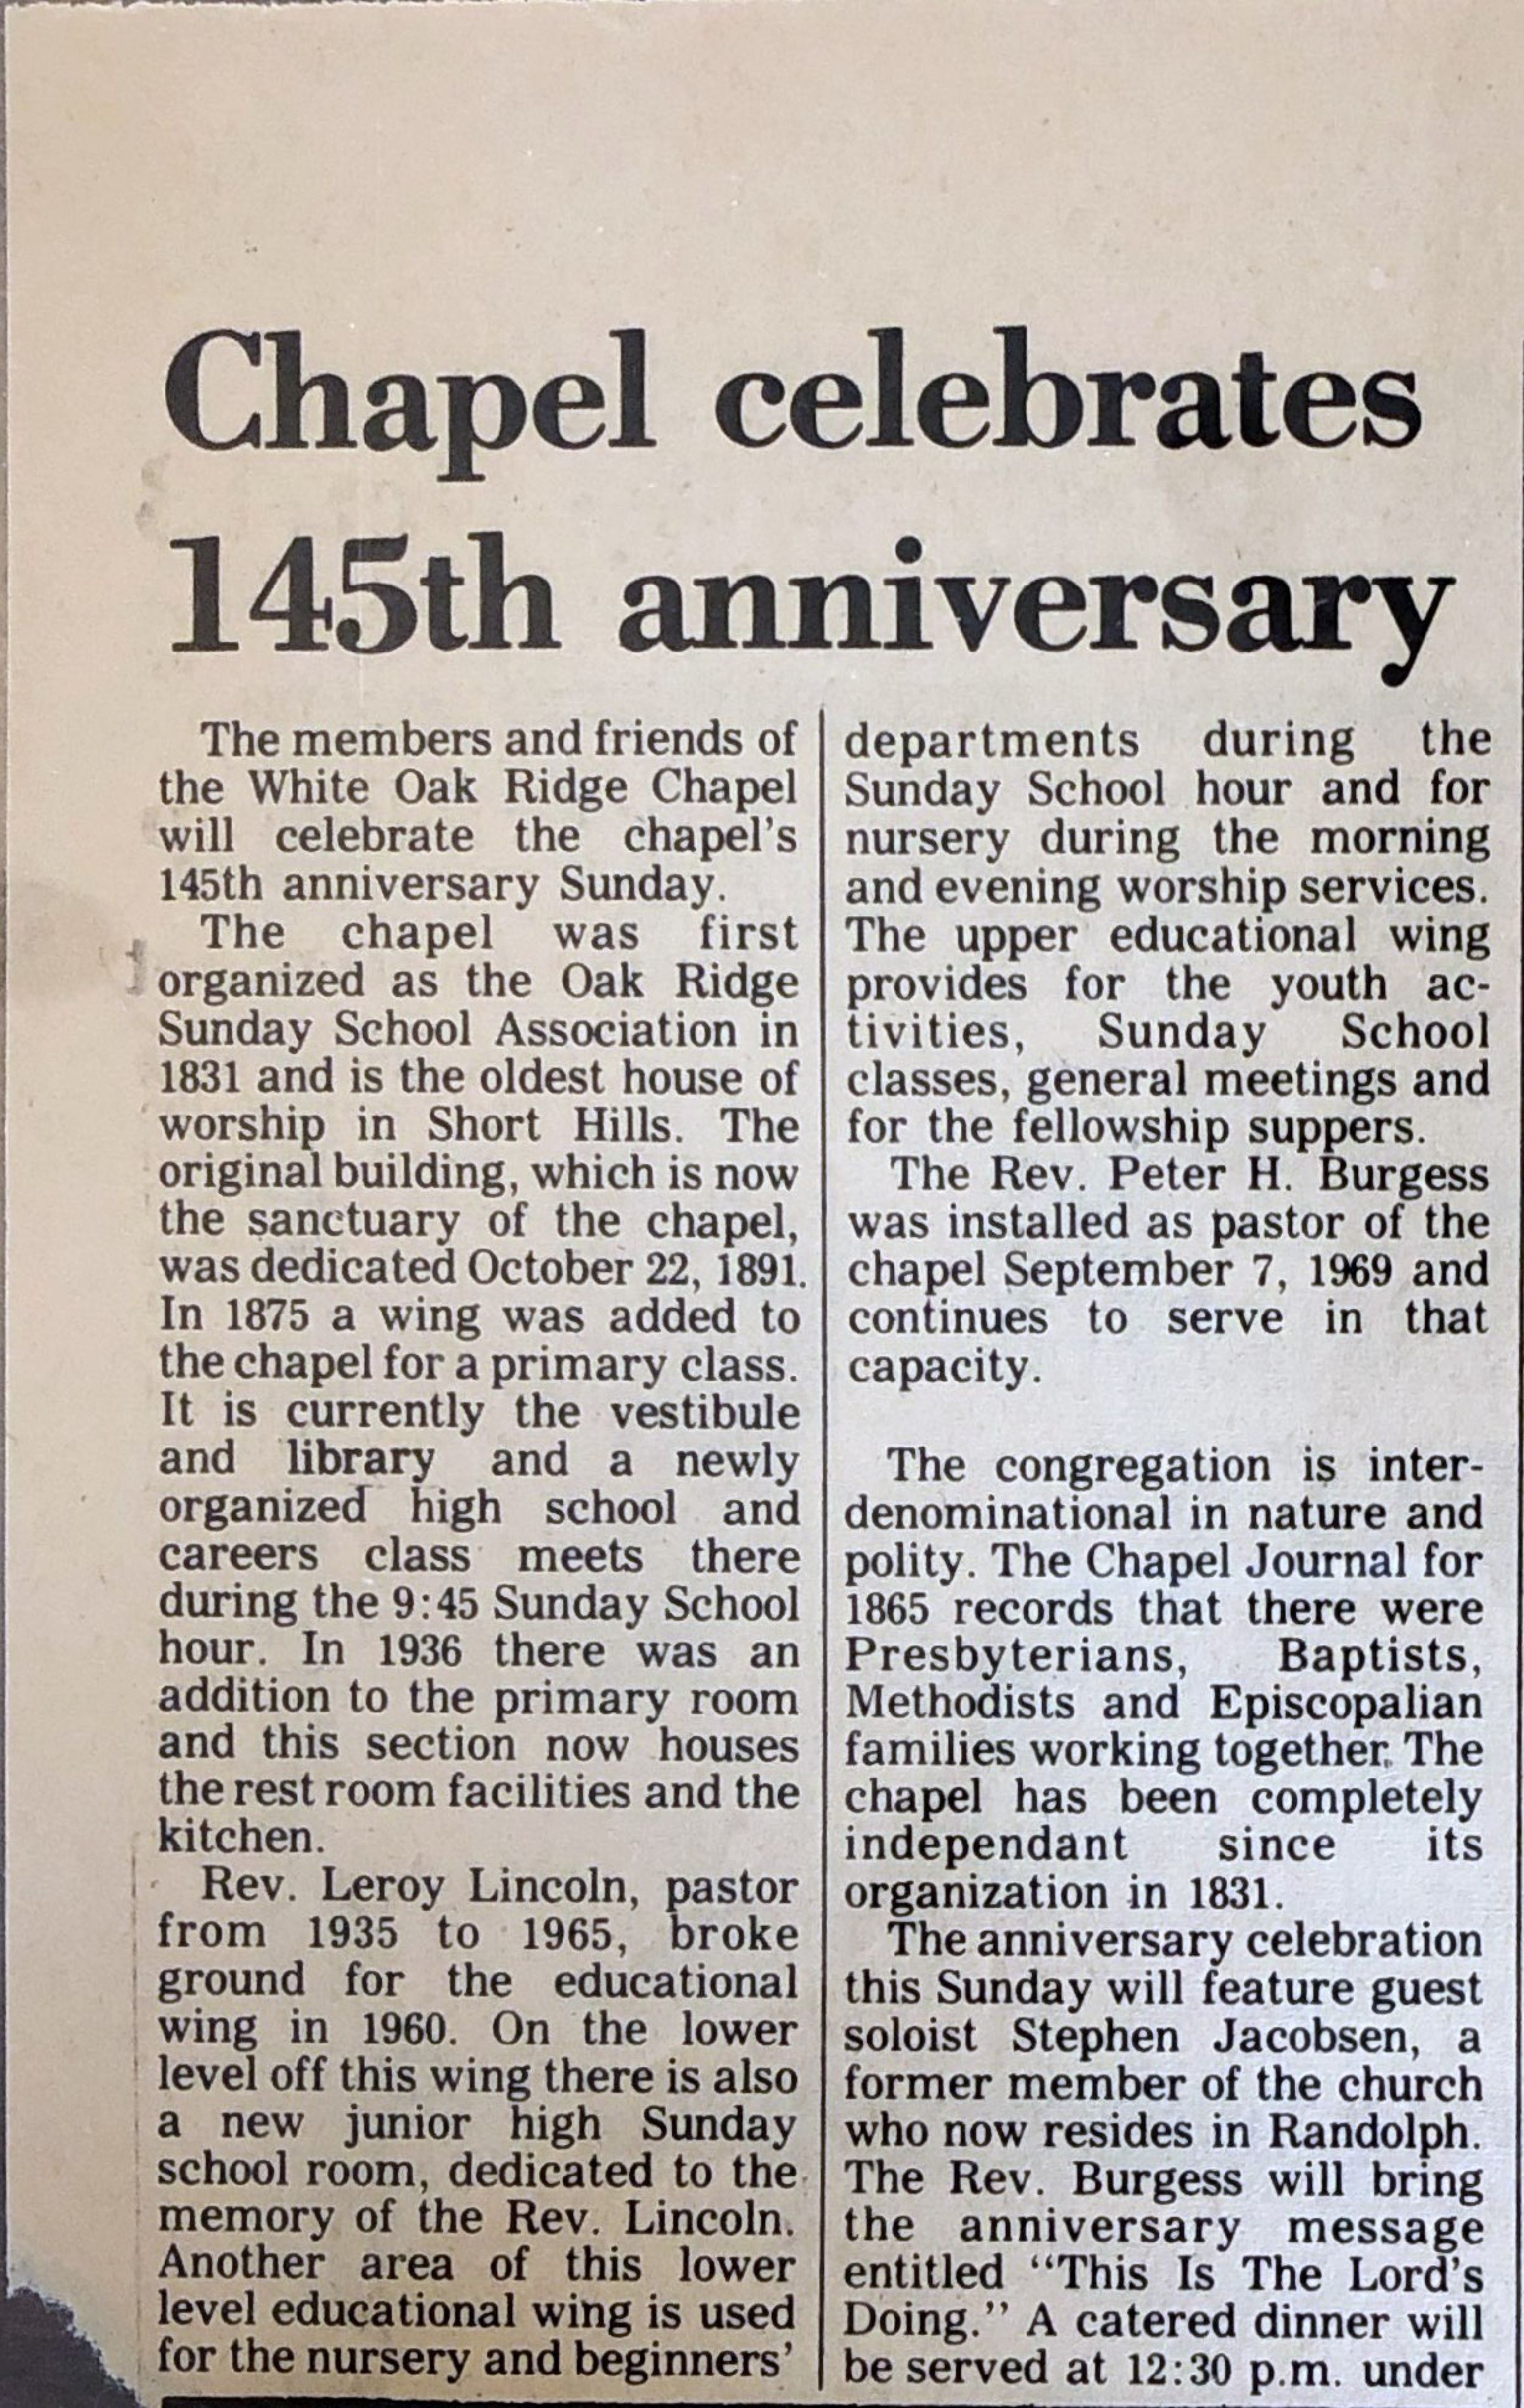 Chapel celebrates
145th anniversary
The members and friends of
the White Oak Ridge Chapel
will celebrate the chapel's
145th anniversary Sunday.
The chapel was first
organized as the Oak Ridge
Sunday School Association in
1831 and is the oldest house of
worship in Short Hills. The
original building, which is now
the sanctuary of the chapel,
was dedicated October 22, 1891.
In 1875 a wing was added to
the chapel for a primary class.
It is currently the vestibule
and library and a newly
organized high school and
careers class meets there
during the 9:45 Sunday School
hour. In 1936 there was an
addition to the primary room
and this section now houses
the rest room facilities and the
kitchen.
Rev. Leroy Lincoln, pastor
from 1935 to 1965, broke
ground for the educational
wing in 1960. On the lower
level off this wing there is also
a new junior high Sunday
school room, dedicated to the
memory of the Rev. Lincoln.
Another area of this lower
level educational wing is used
for the nursery and beginners'
departments during the
Sunday School hour and for
nursery during the morning
and evening worship services.
The upper educational wing
provides for the youth ac-
tivities, Sunday School
classes, general meetings and
for the fellowship suppers.
The Rev. Peter H. Burgess
was installed as pastor of the
chapel September 7, 1969 and
continues to serve in that
capacity.
The congregation is inter-
denominational in nature and
polity. The Chapel Journal for
1865 records that there were
Presbyterians, Baptists,
Methodists and Episcopalian
families working together. The
chapel has been completely
independant since its
organization in 1831.
The anniversary celebration
this Sunday will feature guest
soloist Stephen Jacobsen, a
former member of the church
who now resides in Randolph.
The Rev. Burgess will bring
the anniversary message
entitled "This Is The Lord's
Doing." A catered dinner will
be served at 12:30 p.m. under